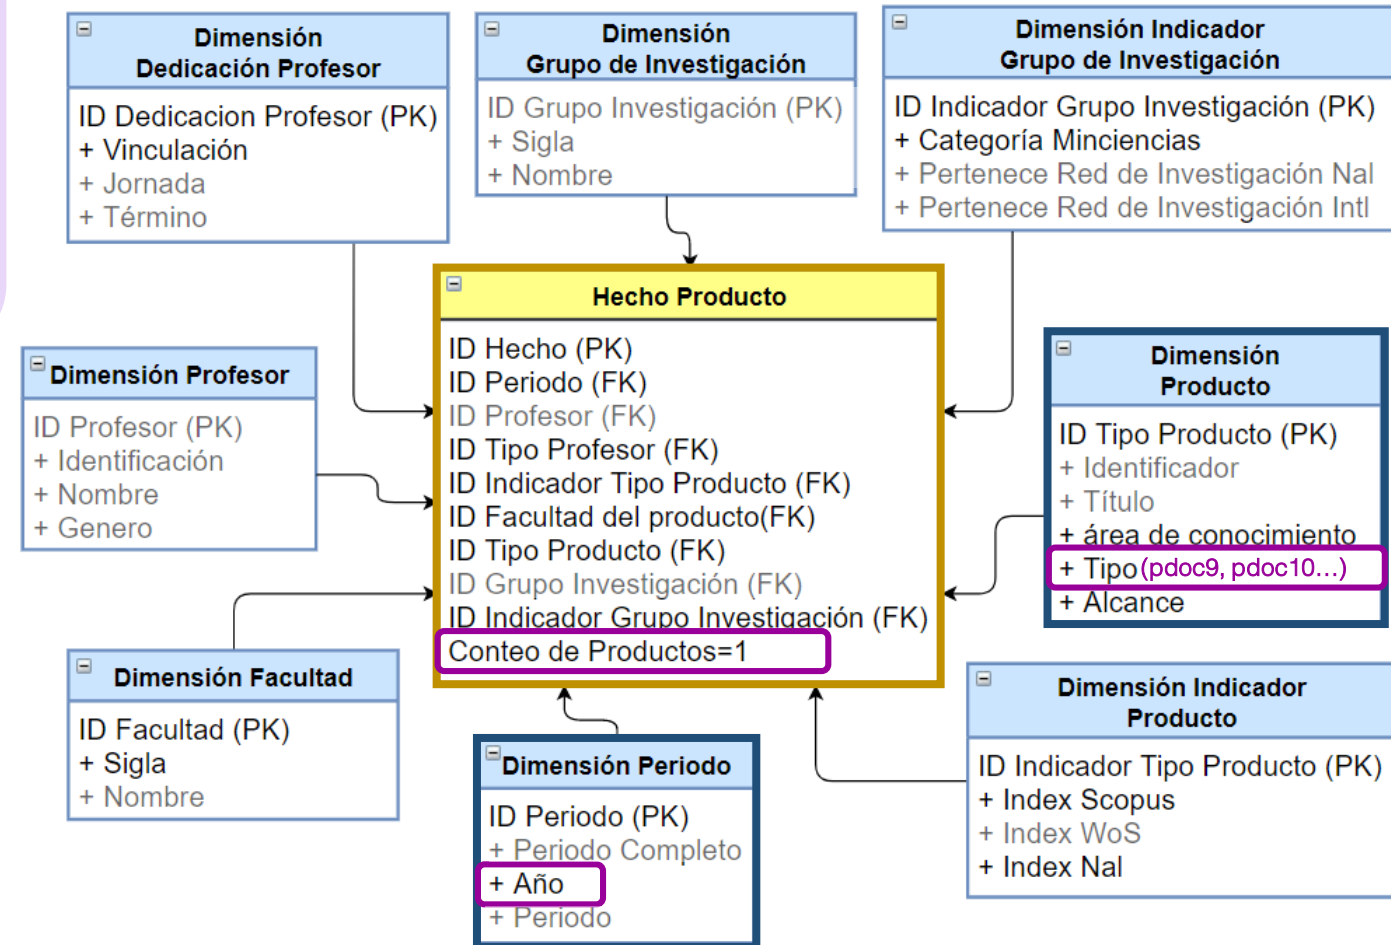 Dimensión
Dedicación Profesor
ID Dedicacion Profesor (PK)
+ Vinculación
+ Jornada
+ Término
Dimensión
Grupo de Investigación
ID Grupo Investigación (PK)
+ Sigla
+ Nombre
Dimensión Indicador
Grupo de Investigación
ID Indicador Grupo Investigación (PK)
+ Categoría Minciencias
+ Pertenece Red de Investigación Nal
+ Pertenece Red de Investigación Intl
Hecho Producto
ID Hecho (PK)
ID Periodo (FK)
ID Profesor (FK)
ID Tipo Profesor (FK)
ID Indicador Tipo Producto (FK)
ID Facultad del producto(FK)
ID Tipo Producto (FK)
ID Grupo Investigación (FK)
ID Indicador Grupo Investigación (FK)
Conteo de Productos=1
Dimensión Profesor
ID Profesor (PK)
+ Identificación
+ Nombre
+ Genero
Dimensión
Producto
ID Tipo Producto (PK)
+ Identificador
+ Título
+ área de conocimiento
+ Tipo (pdoc9, pdoc10...)
+ Alcance
Dimensión Facultad
ID Facultad (PK)
+ Sigla
+ Nombre
Dimensión Periodo
ID Periodo (PK)
+ Periodo Completo
+ Año
+ Periodo
Dimensión Indicador
Producto
ID Indicador Tipo Producto (PK)
+ Index Scopus
+ Index WoS
+ Index Nal